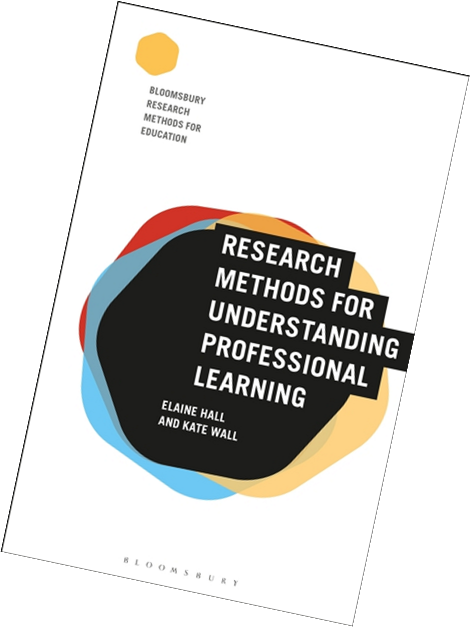 BLOOMSBURY
RESEARCH
METHODS FOR
EDUCATION
RESEARCH
METHODS FOR
UNDERSTANDING
PROFESSIONAL
LEARNING
ELAINE HALL
AND KATE WALL
BLOOMSBURY